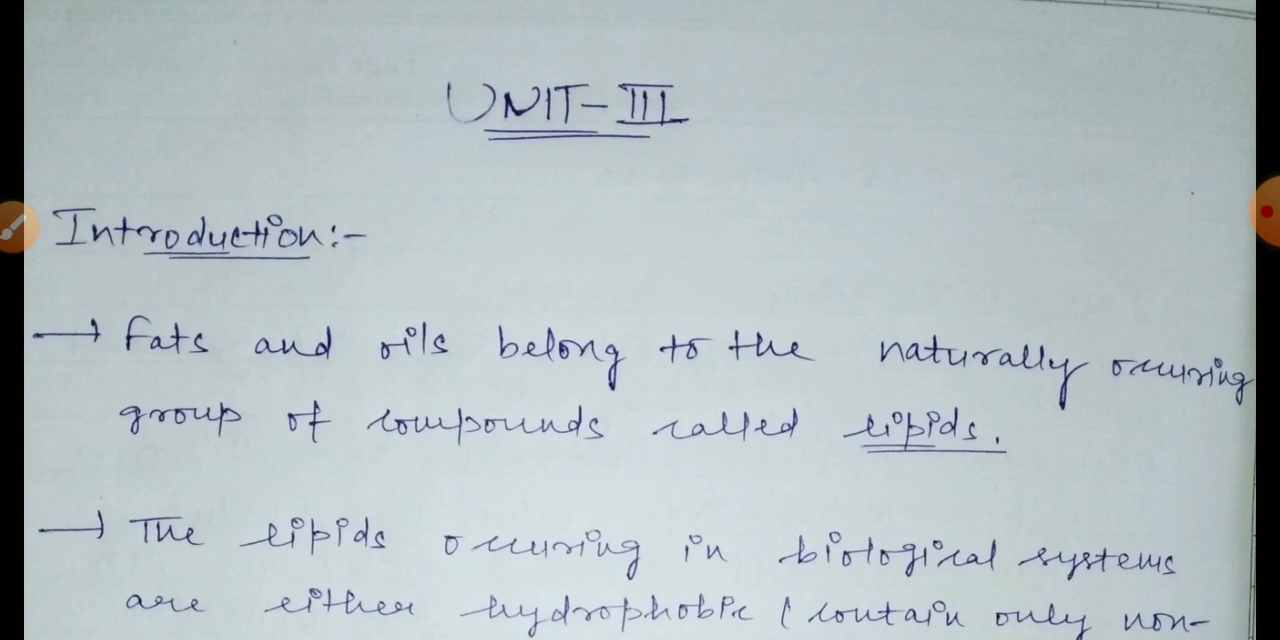 UNIT-III
Introduction:-
→ Fats and oils belong to the naturally occuring
group of compounds called lipids.
→ The lipids occuring in biological systems
are either hydrophobic (contain only non-